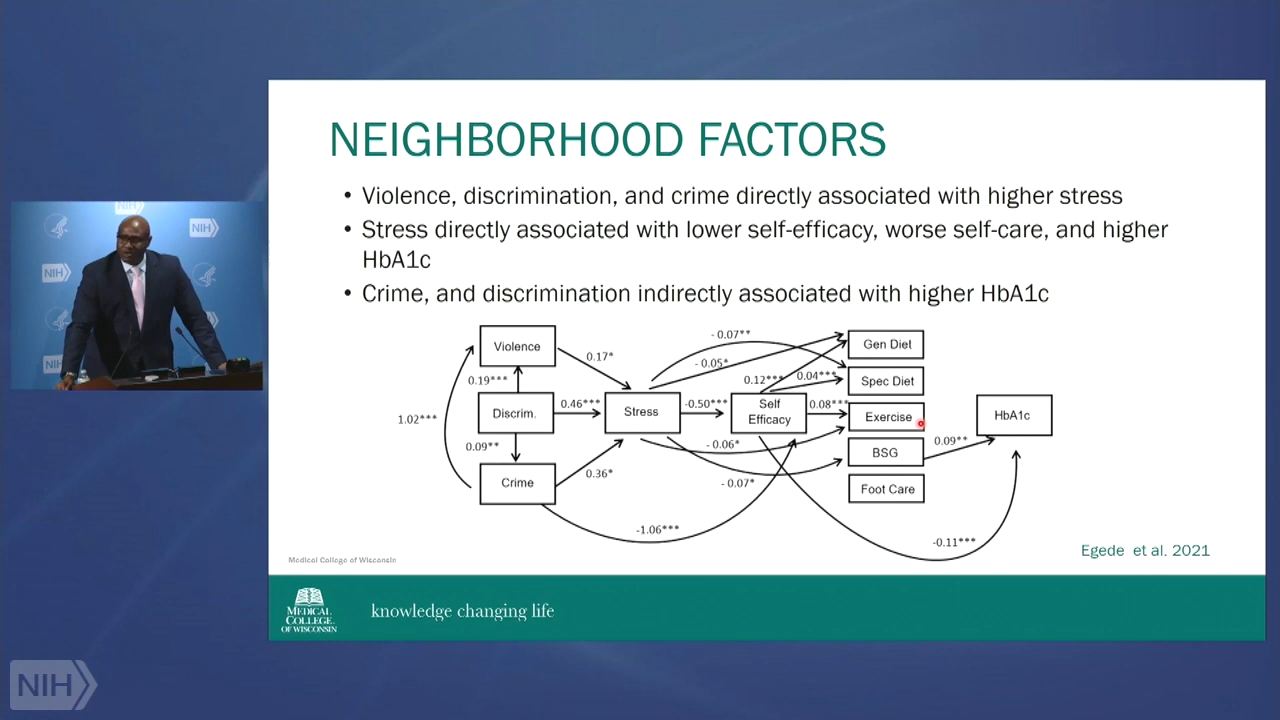 NEIGHBORHOOD FACTORS
• Violence, discrimination, and crime directly associated with higher stress
• Stress directly associated with lower self-efficacy, worse self-care, and higher
HbA1c
• Crime, and discrimination indirectly associated with higher HbA1c
Violence
Discrim.
Crime
Stress
Self
Efficacy
Gen Diet
Spec Diet
Exercise
BSG
Foot Care
HbA1c
1.02***
0.19***
0.09**
0.17*
0.46***
0.36*
-1.06***
- 0.07**
- 0.05*
-0.50***
- 0.06*
- 0.07*
0.12***
0.04***
0.08***
0.09**
-0.11***
Medical College of Wisconsin
Egede et al. 2021
MEDICAL
COLLEGE
OF WISCONSIN
knowledge changing life
NIH
NIH
NIH
NIH
NIH